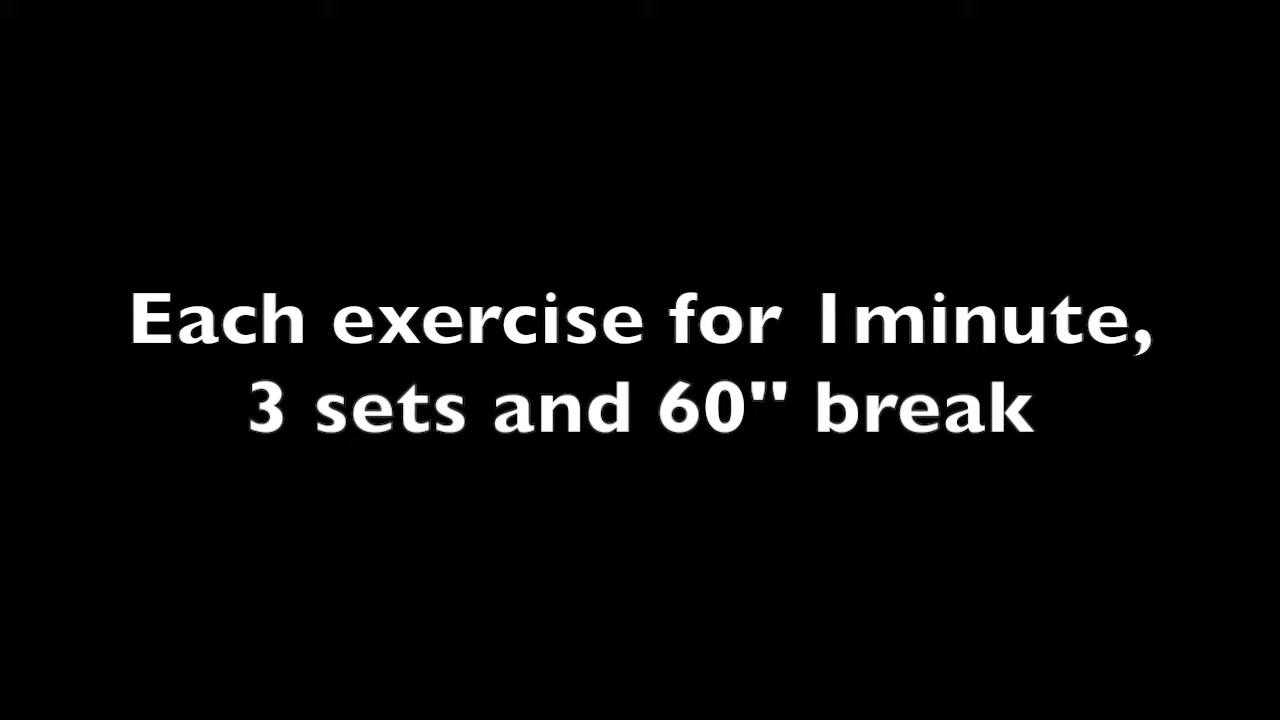 Each exercise for 1minute,
3 sets and 60" break